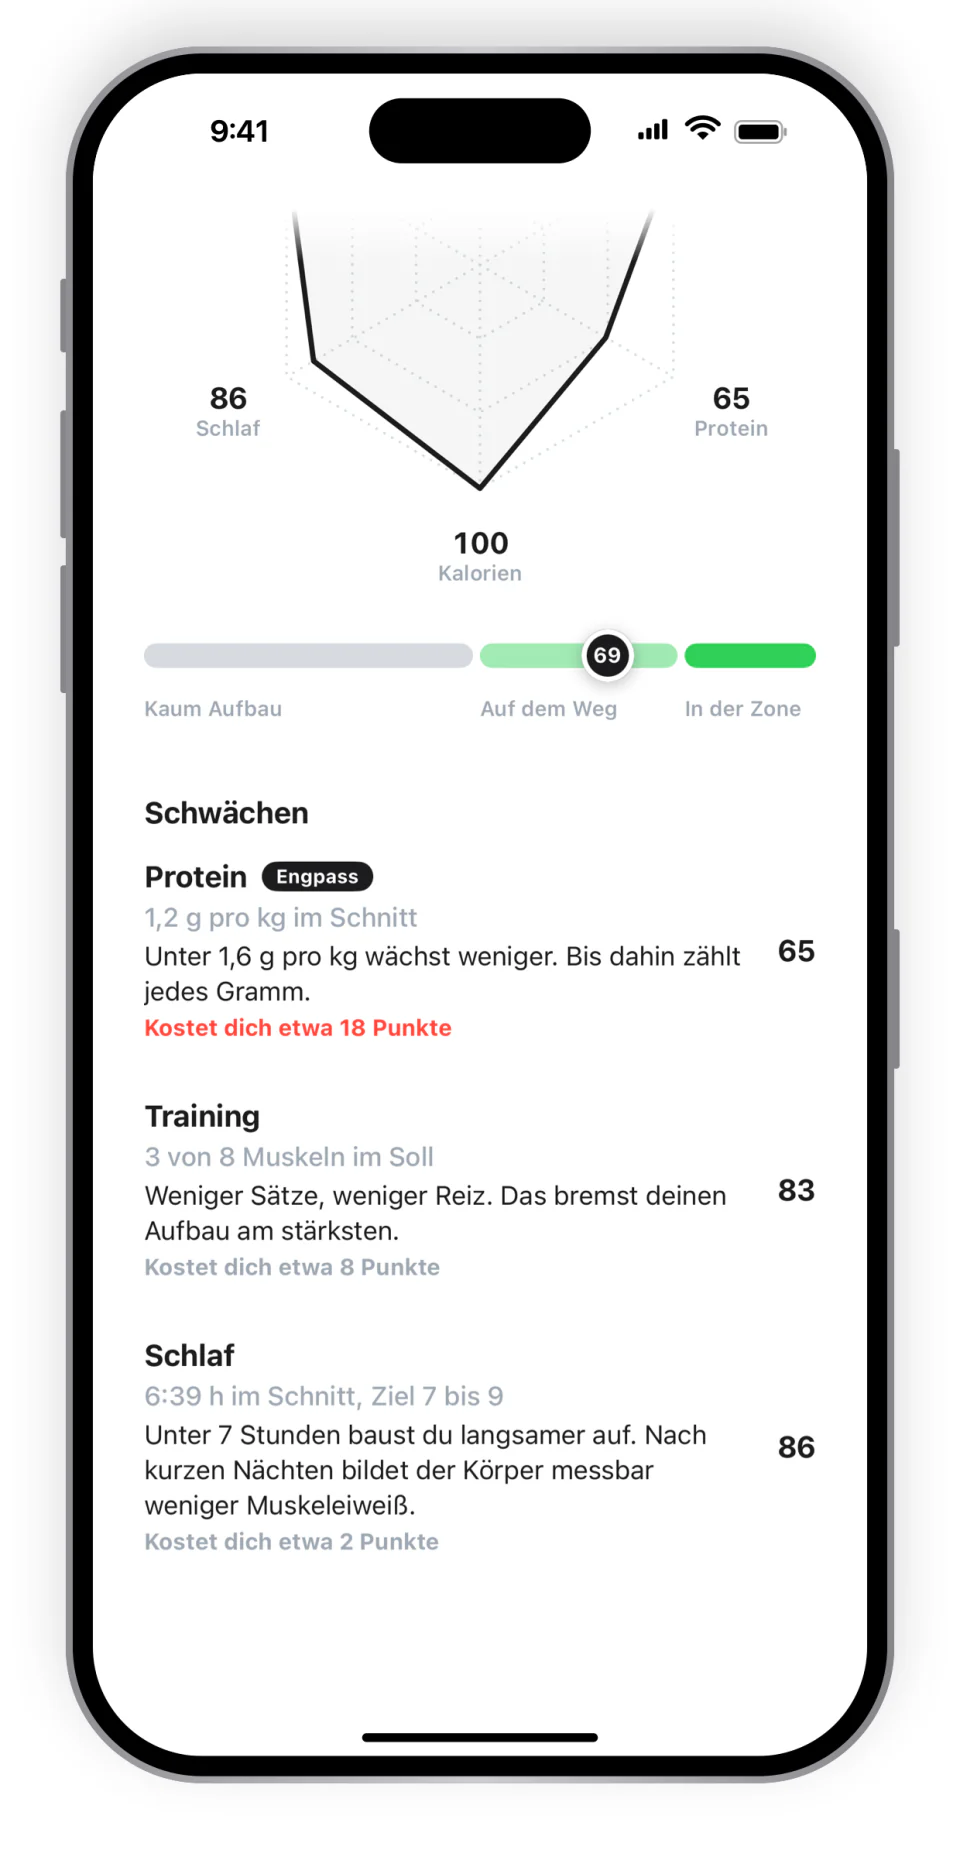 9:41
86
Schlaf
65
Protein
100
Kalorien
69
Kaum Aufbau
Auf dem Weg
In der Zone
Schwächen
Protein Engpass
1,2 g pro kg im Schnitt
Unter 1,6 g pro kg wächst weniger. Bis dahin zählt
jedes Gramm.
65
Kostet dich etwa 18 Punkte
Training
3 von 8 Muskeln im Soll
Weniger Sätze, weniger Reiz. Das bremst deinen
Aufbau am stärksten.
83
Kostet dich etwa 8 Punkte
Schlaf
6:39 h im Schnitt, Ziel 7 bis 9
Unter 7 Stunden baust du langsamer auf. Nach
kurzen Nächten bildet der Körper messbar
weniger Muskeleiweiß.
86
Kostet dich etwa 2 Punkte